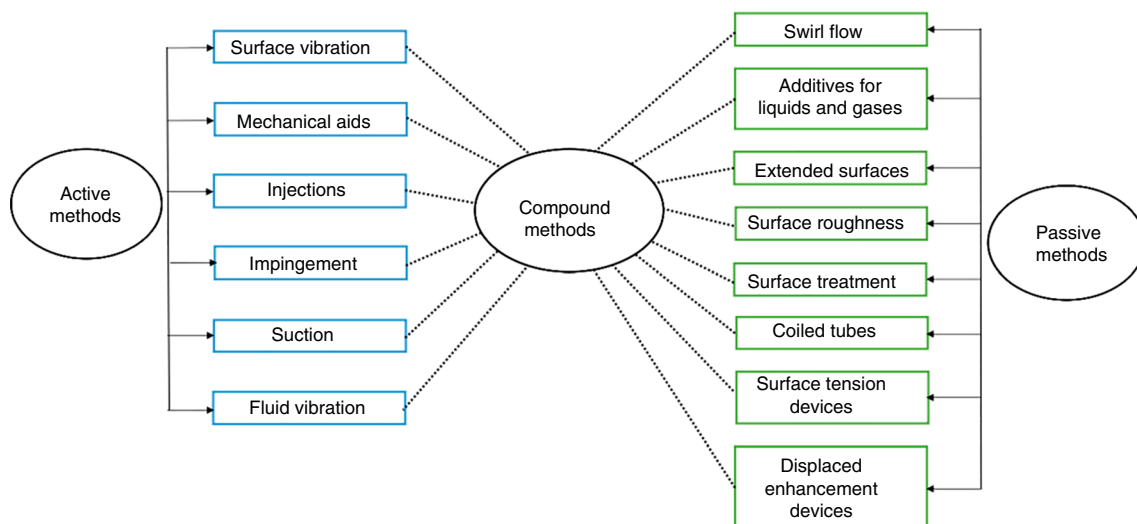 Active
methods
Surface vibration
Mechanical aids
Injections
Impingement
Suction
Fluid vibration
Compound
methods
Swirl flow
Additives for
liquids and gases
Extended surfaces
Surface roughness
Surface treatment
Coiled tubes
Surface tension
devices
Displaced
enhancement
devices
Passive
methods